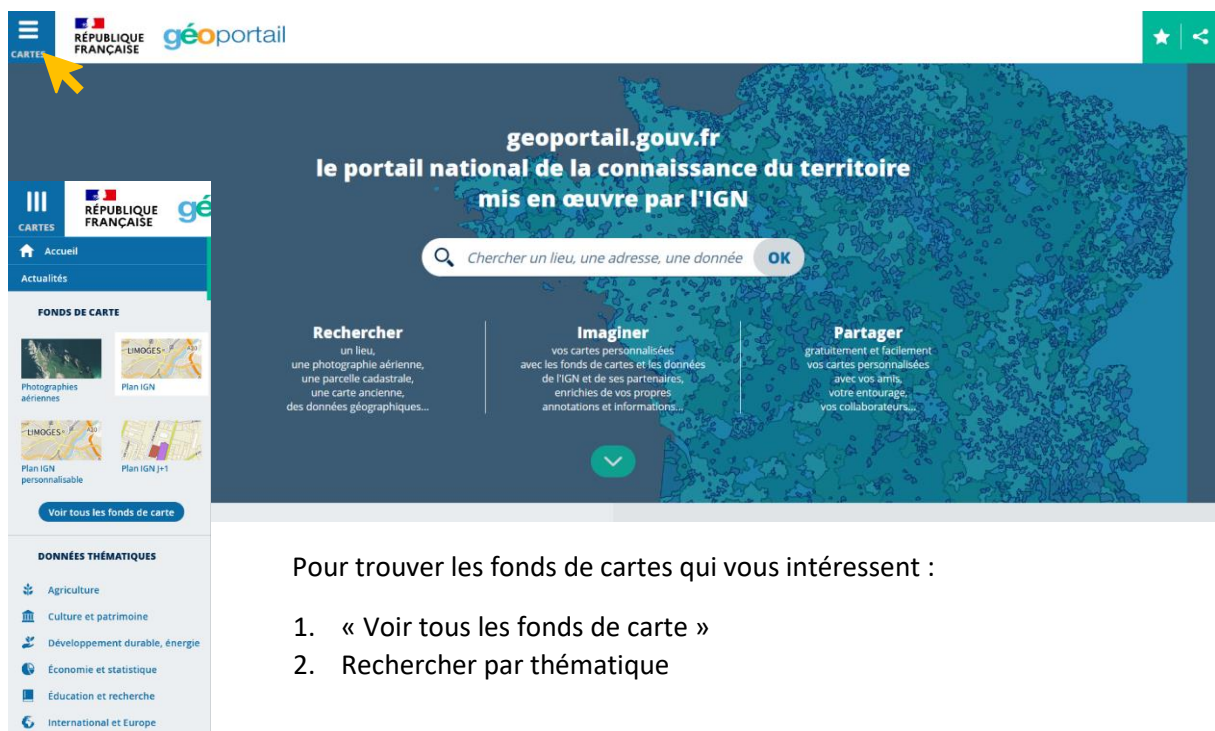 CARTES
RÉPUBLIQUE
FRANÇAISE
géoportail
geoportail.gouv.fr
le portail national de la connaissance du territoire
mis en œuvre par l'IGN
Chercher un lieu, une adresse, une donnée OK
Rechercher
un lieu,
une photographie aérienne,
une parcelle cadastrale,
une carte ancienne,
des données géographiques...
Imaginer
vos cartes personnalisées
avec les fonds de cartes et les données
de l'IGN et de ses partenaires,
enrichies de vos propres
annotations et informations...
Partager
gratuitement et facilement
vos cartes personnalisées
avec vos amis,
votre entourage,
vos collaborateurs...
CARTES
RÉPUBLIQUE
FRANÇAISE
gé
Accueil
Actualités
FONDS DE CARTE
LIMOGES
A20
Photographies
aériennes
Plan IGN
LIMOGES
A20
Plan IGN
personnalisable
Plan IGN J+1
Voir tous les fonds de carte
DONNÉES THÉMATIQUES
Agriculture
Culture et patrimoine
Développement durable, énergie
Économie et statistique
Éducation et recherche
International et Europe
Pour trouver les fonds de cartes qui vous intéressent :
1. « Voir tous les fonds de carte »
2. Rechercher par thématique